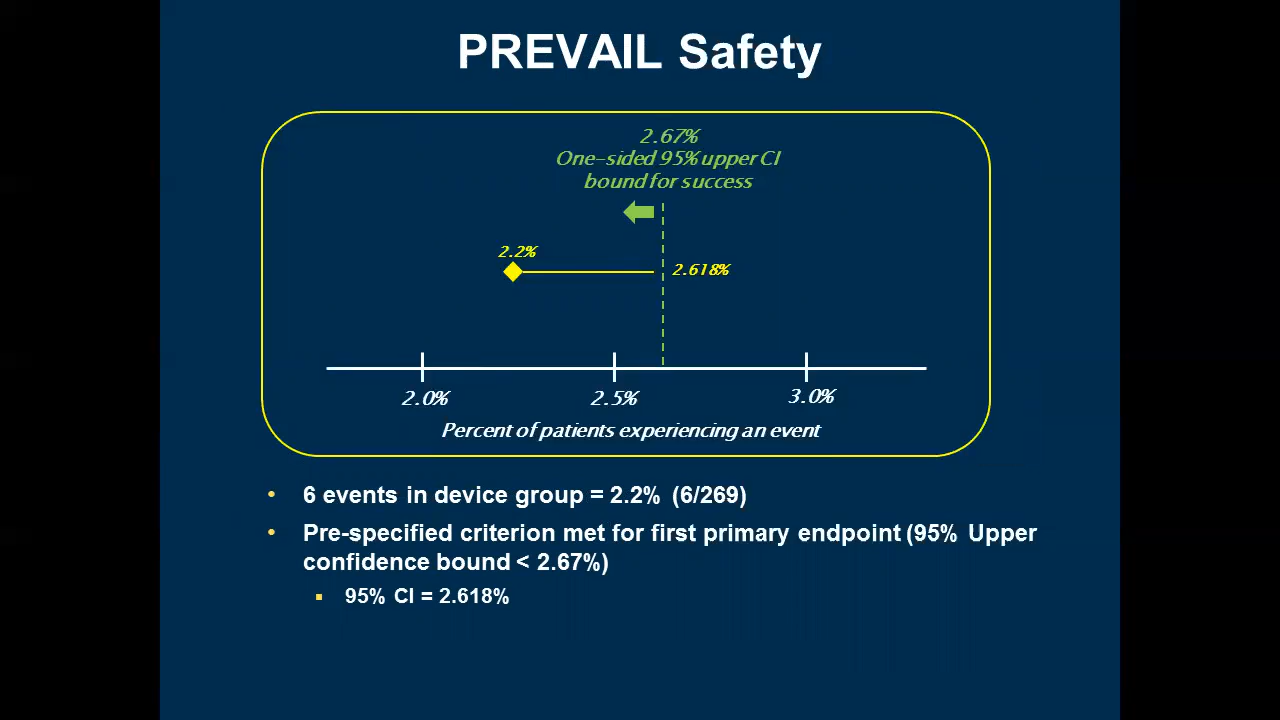 PREVAIL Safety
2.67%
One-sided 95% upper CI
bound for success
2.2%
2.618%
2.0%
2.5%
3.0%
Percent of patients experiencing an event
• 6 events in device group = 2.2% (6/269)
• Pre-specified criterion met for first primary endpoint (95% Upper
confidence bound < 2.67%)
▪ 95% CI = 2.618%